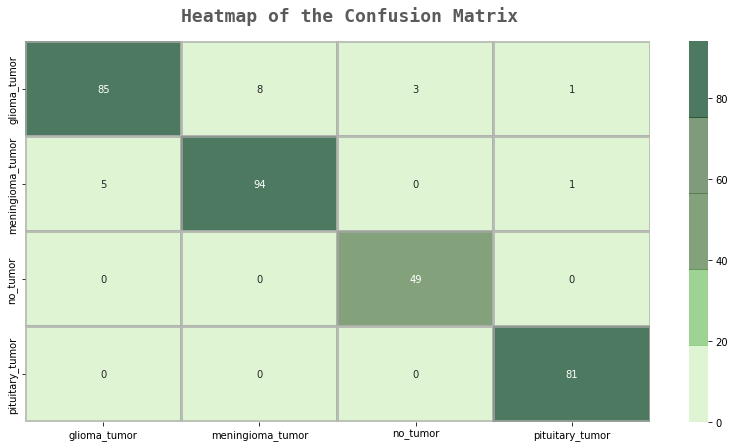 Heatmap of the Confusion Matrix
glioma_tumor
85 8 3 1
meningioma_tumor
5 94 0 1
no_tumor
0 0 49 0
pituitary_tumor
0 0 0 81
glioma_tumor meningioma_tumor no_tumor pituitary_tumor
80
60
40
20
0